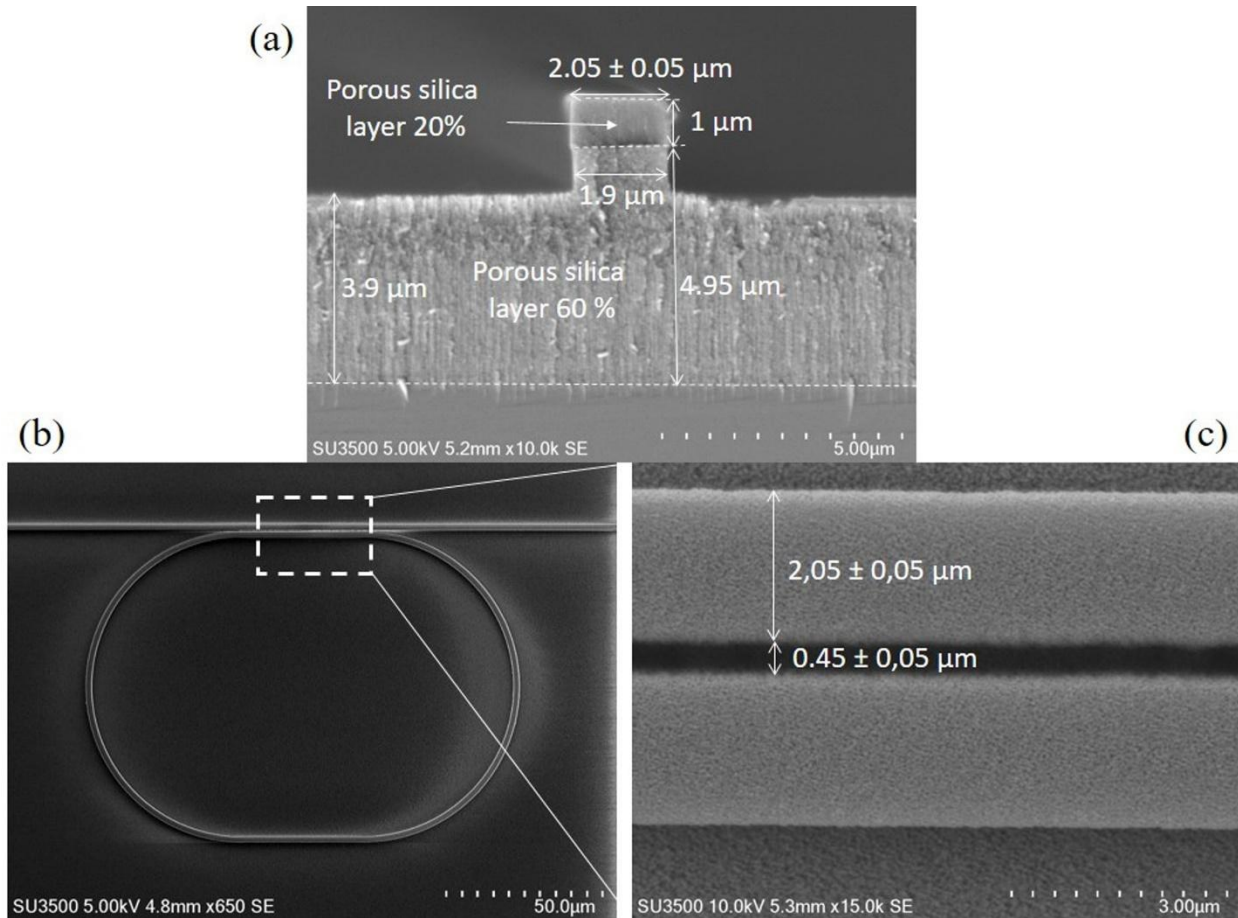 (a)
2.05 ± 0.05 µm
Porous silica
layer 20%
1 µm
1.9 µm
3.9 µm
Porous silica
layer 60 %
4.95 µm
SU3500 5.00kV 5.2mm x10.0k SE
5.00µm
(b)
(c)
SU3500 5.00kV 4.8mm x650 SE
50.0µm
2,05 ± 0,05 µm
0.45 ± 0,05 µm
SU3500 10.0kV 5.3mm x15.0k SE
3.00µm